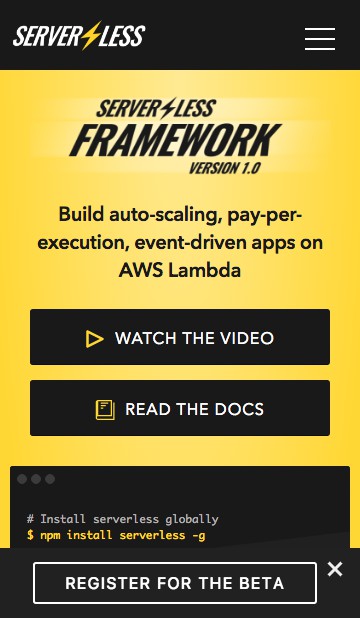 SERVERLESS
SERVERLESS
FRAMEWORK
VERSION 1.0
Build auto-scaling, pay-per-
execution, event-driven apps on
AWS Lambda
WATCH THE VIDEO
READ THE DOCS
# Install serverless globally
$ npm install serverless -g
REGISTER FOR THE BETA